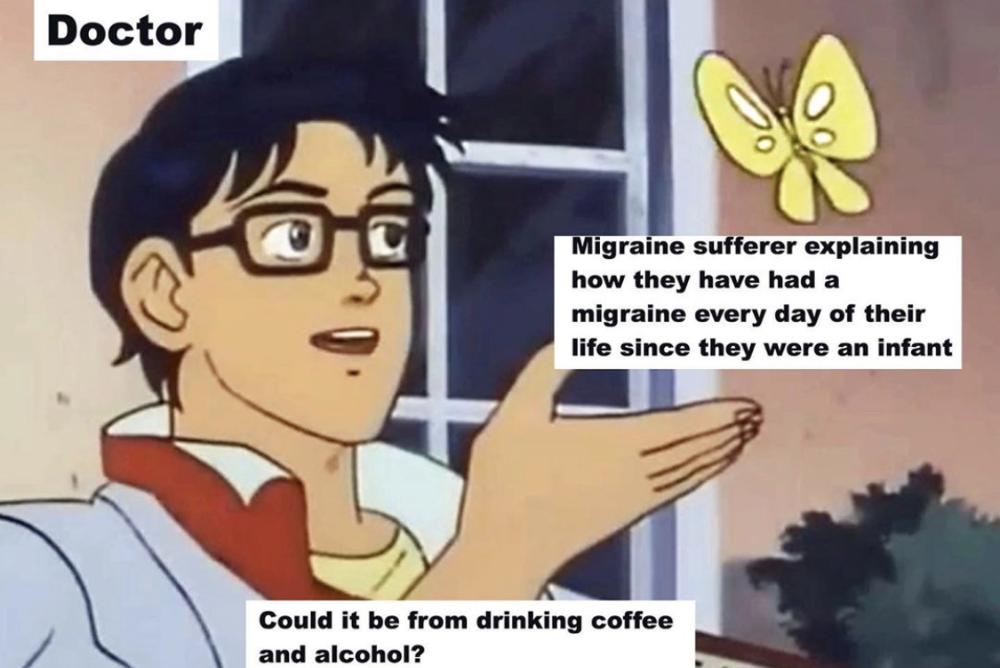 Doctor
Migraine sufferer explaining
how they have had a
migraine every day of their
life since they were an infant
Could it be from drinking coffee
and alcohol?